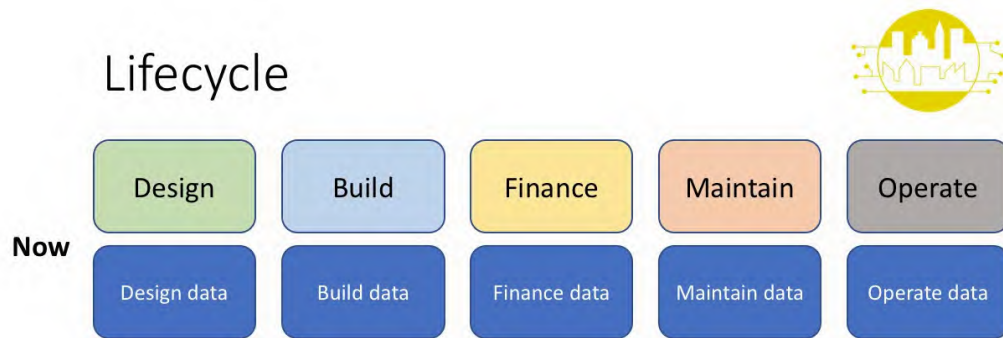 Lifecycle
Design Build Finance Maintain Operate
Now
Design data Build data Finance data Maintain data Operate data